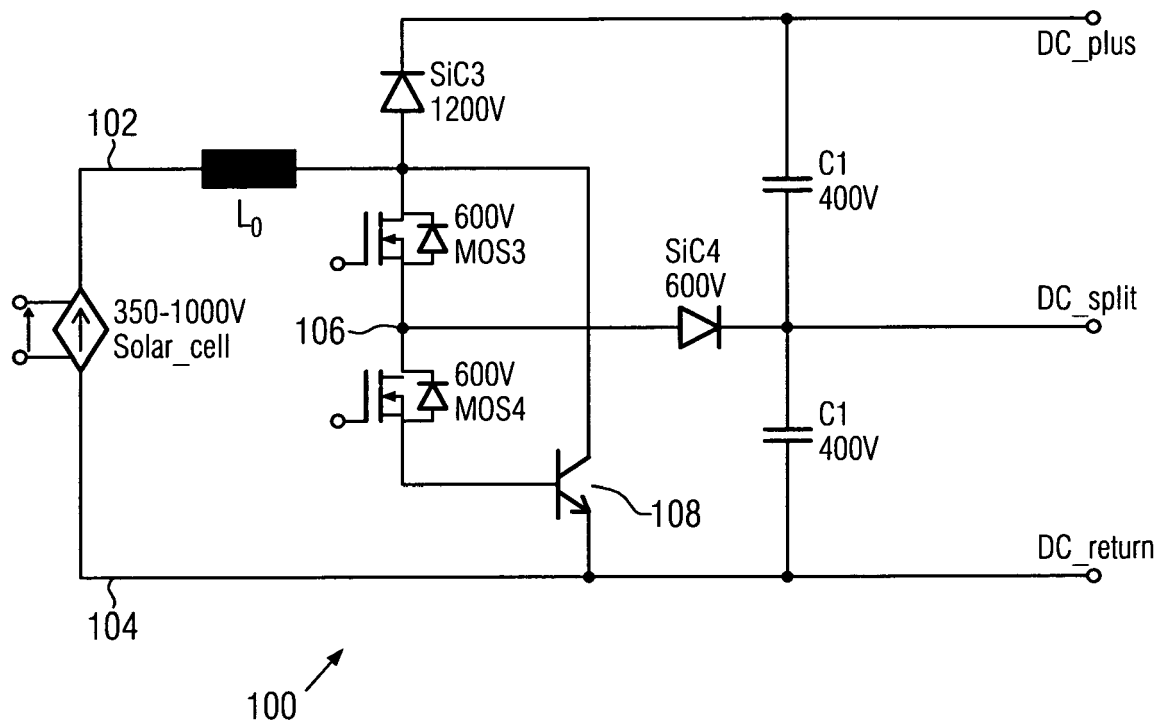 DC_plus
SiC3
1200V
102
L0
C1
400V
600V
MOS3
SiC4
600V
DC_split
350-1000V
Solar_cell
106
600V
MOS4
C1
400V
108
DC_return
104
100